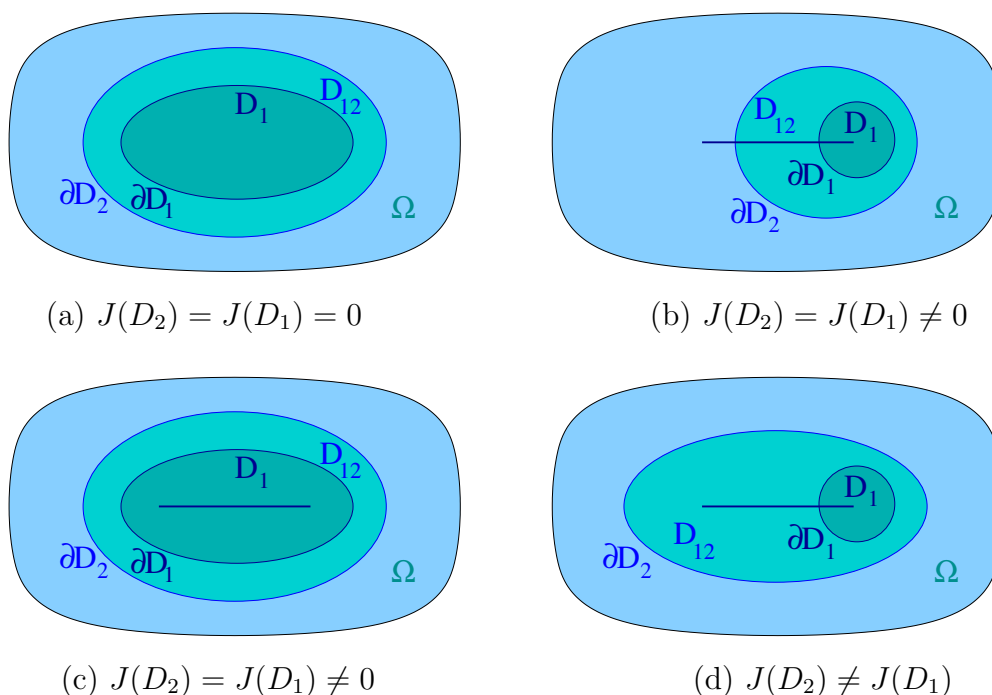 D₁ D₁₂
∂D₂ ∂D₁ Ω
(a) J(D₂) = J(D₁) = 0
D₁₂ D₁
∂D₁
∂D₂ Ω
(b) J(D₂) = J(D₁) ≠ 0
D₁ D₁₂
∂D₂ ∂D₁ Ω
(c) J(D₂) = J(D₁) ≠ 0
D₁
D₁₂ ∂D₁
∂D₂ Ω
(d) J(D₂) ≠ J(D₁)